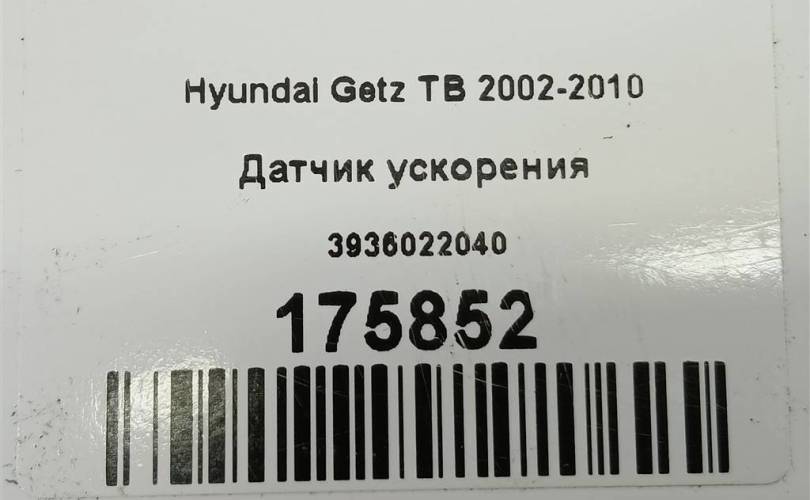 Hyundai Getz TB 2002-2010
Датчик ускорения
3936022040
175852